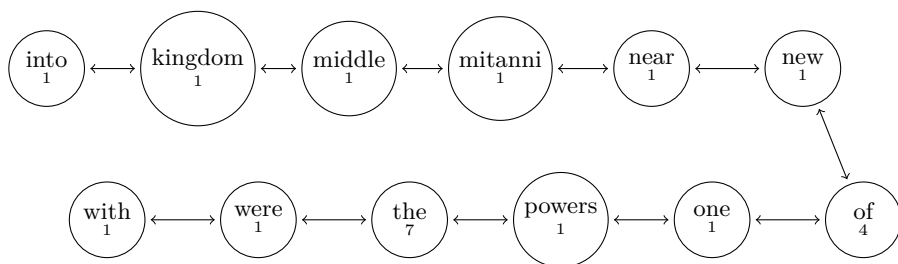 into kingdom middle mitanni near new
1 1 1 1 1 1
with were the powers one of
1 1 7 1 1 4